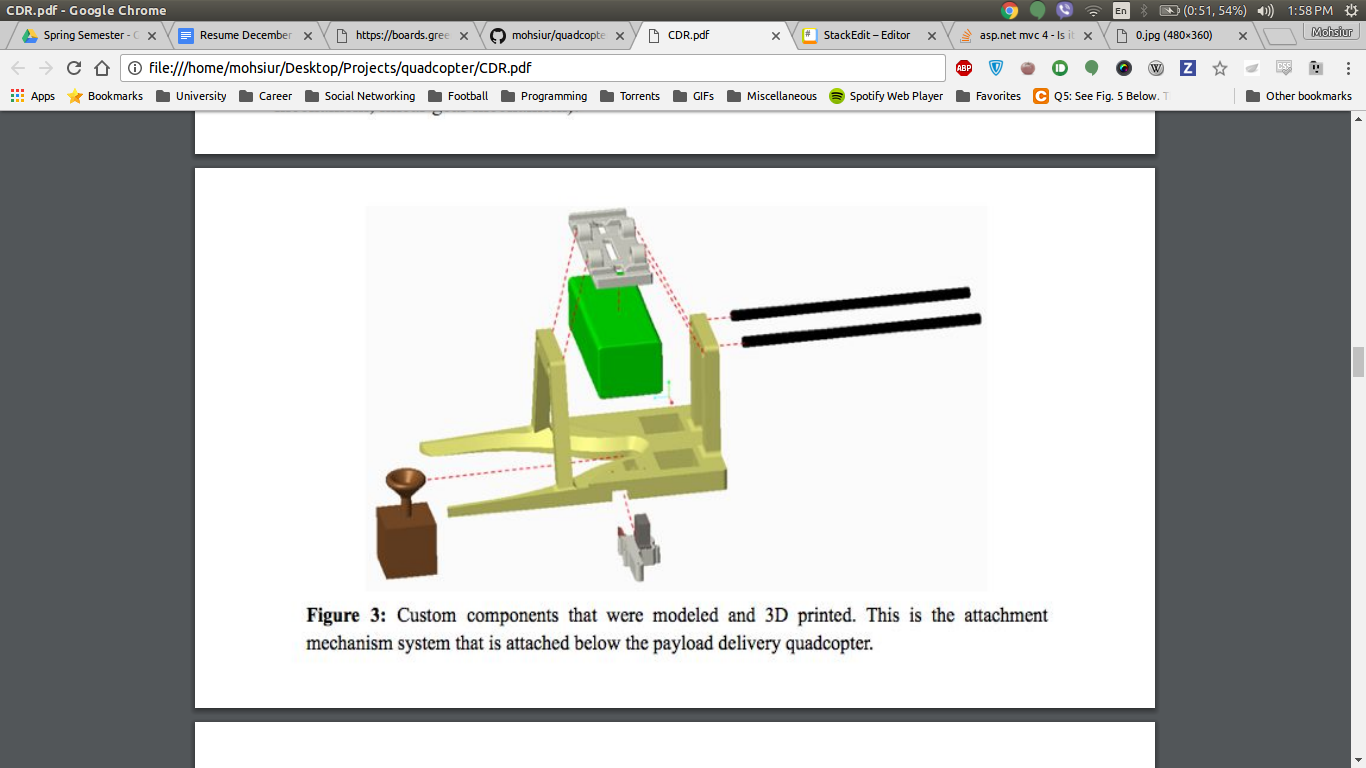 CDR.pdf - Google Chrome
En
(0:51, 54%)
1:58 PM
Spring Semester - C
Resume December
https://boards.gree
mohsiur/quadcopte
CDR.pdf
StackEdit – Editor
asp.net mvc 4 - Is it
0.jpg (480×360)
Mohsiur
file:///home/mohsiur/Desktop/Projects/quadcopter/CDR.pdf
ABP
W
Z
CSS
Apps
Bookmarks
University
Career
Social Networking
Football
Programming
Torrents
GIFs
Miscellaneous
Spotify Web Player
Favorites
Q5: See Fig. 5 Below. T
Other bookmarks
Figure 3: Custom components that were modeled and 3D printed. This is the attachment
mechanism system that is attached below the payload delivery quadcopter.